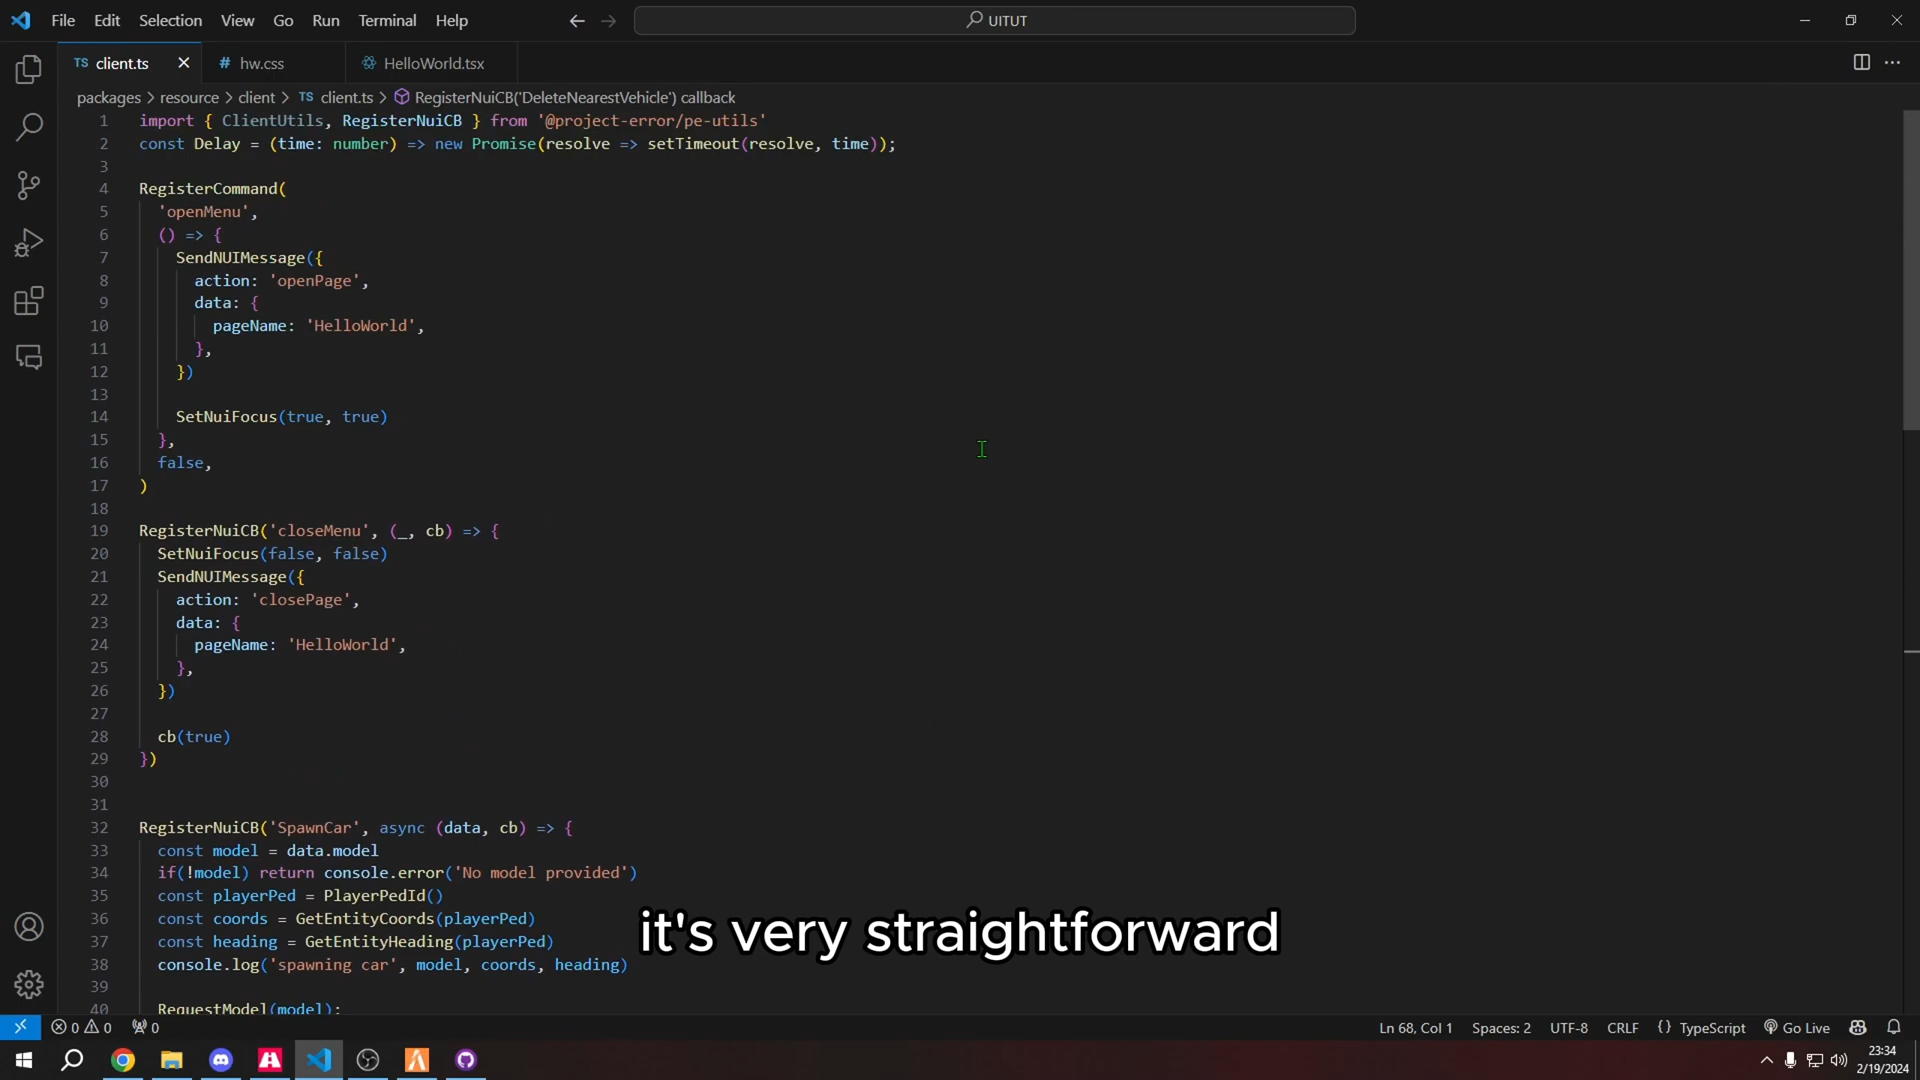 File Edit Selection View Go Run Terminal Help
UITUT
TS client.ts
# hw.css
HelloWorld.tsx
packages > resource > client > TS client.ts > RegisterNuiCB('DeleteNearestVehicle') callback
1 import { ClientUtils, RegisterNuiCB } from '@project-error/pe-utils'
2 const Delay = (time: number) => new Promise(resolve => setTimeout(resolve, time));
3
4 RegisterCommand(
5 'openMenu',
6 () => {
7 SendNUIMessage({
8 action: 'openPage',
9 data: {
10 pageName: 'HelloWorld',
11 },
12 })
13
14 SetNuiFocus(true, true)
15 },
16 false,
17 )
18
19 RegisterNuiCB('closeMenu', (_, cb) => {
20 SetNuiFocus(false, false)
21 SendNUIMessage({
22 action: 'closePage',
23 data: {
24 pageName: 'HelloWorld',
25 },
26 })
27
28 cb(true)
29 })
30
31
32 RegisterNuiCB('SpawnCar', async (data, cb) => {
33 const model = data.model
34 if(!model) return console.error('No model provided')
35 const playerPed = PlayerPedId()
36 const coords = GetEntityCoords(playerPed)
37 const heading = GetEntityHeading(playerPed)
38 console.log('spawning car', model, coords, heading)
39
40 RequestModel(model);
it's very straightforward
0 0 0
Ln 68, Col 1 Spaces: 2 UTF-8 CRLF {} TypeScript Go Live
23:34
2/19/2024